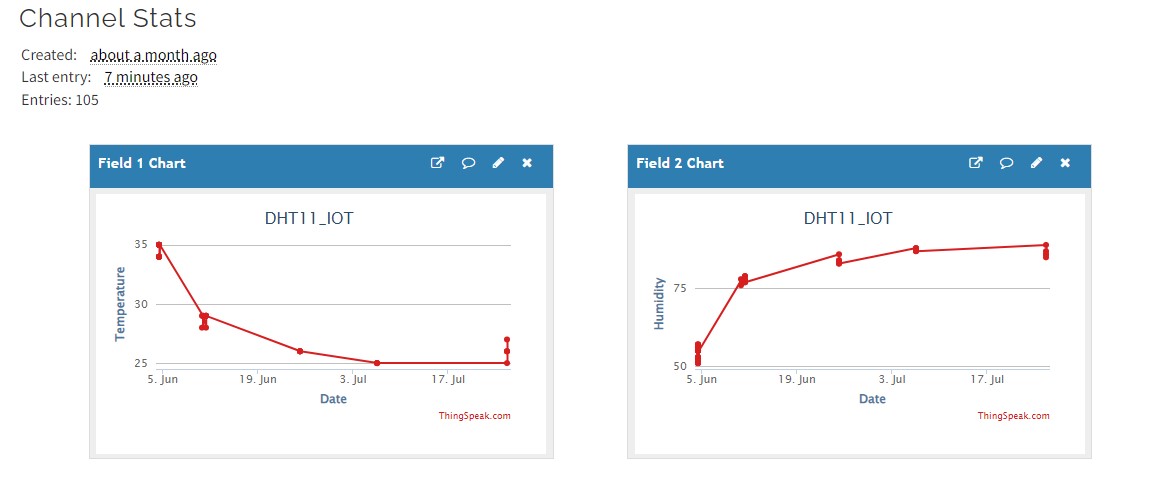 Channel Stats
Created: about a month ago
Last entry: 7 minutes ago
Entries: 105
Field 1 Chart
DHT11_IOT
Temperature
35
30
25
5. Jun 19. Jun 3. Jul 17. Jul
Date
ThingSpeak.com
Field 2 Chart
DHT11_IOT
Humidity
75
50
5. Jun 19. Jun 3. Jul 17. Jul
Date
ThingSpeak.com